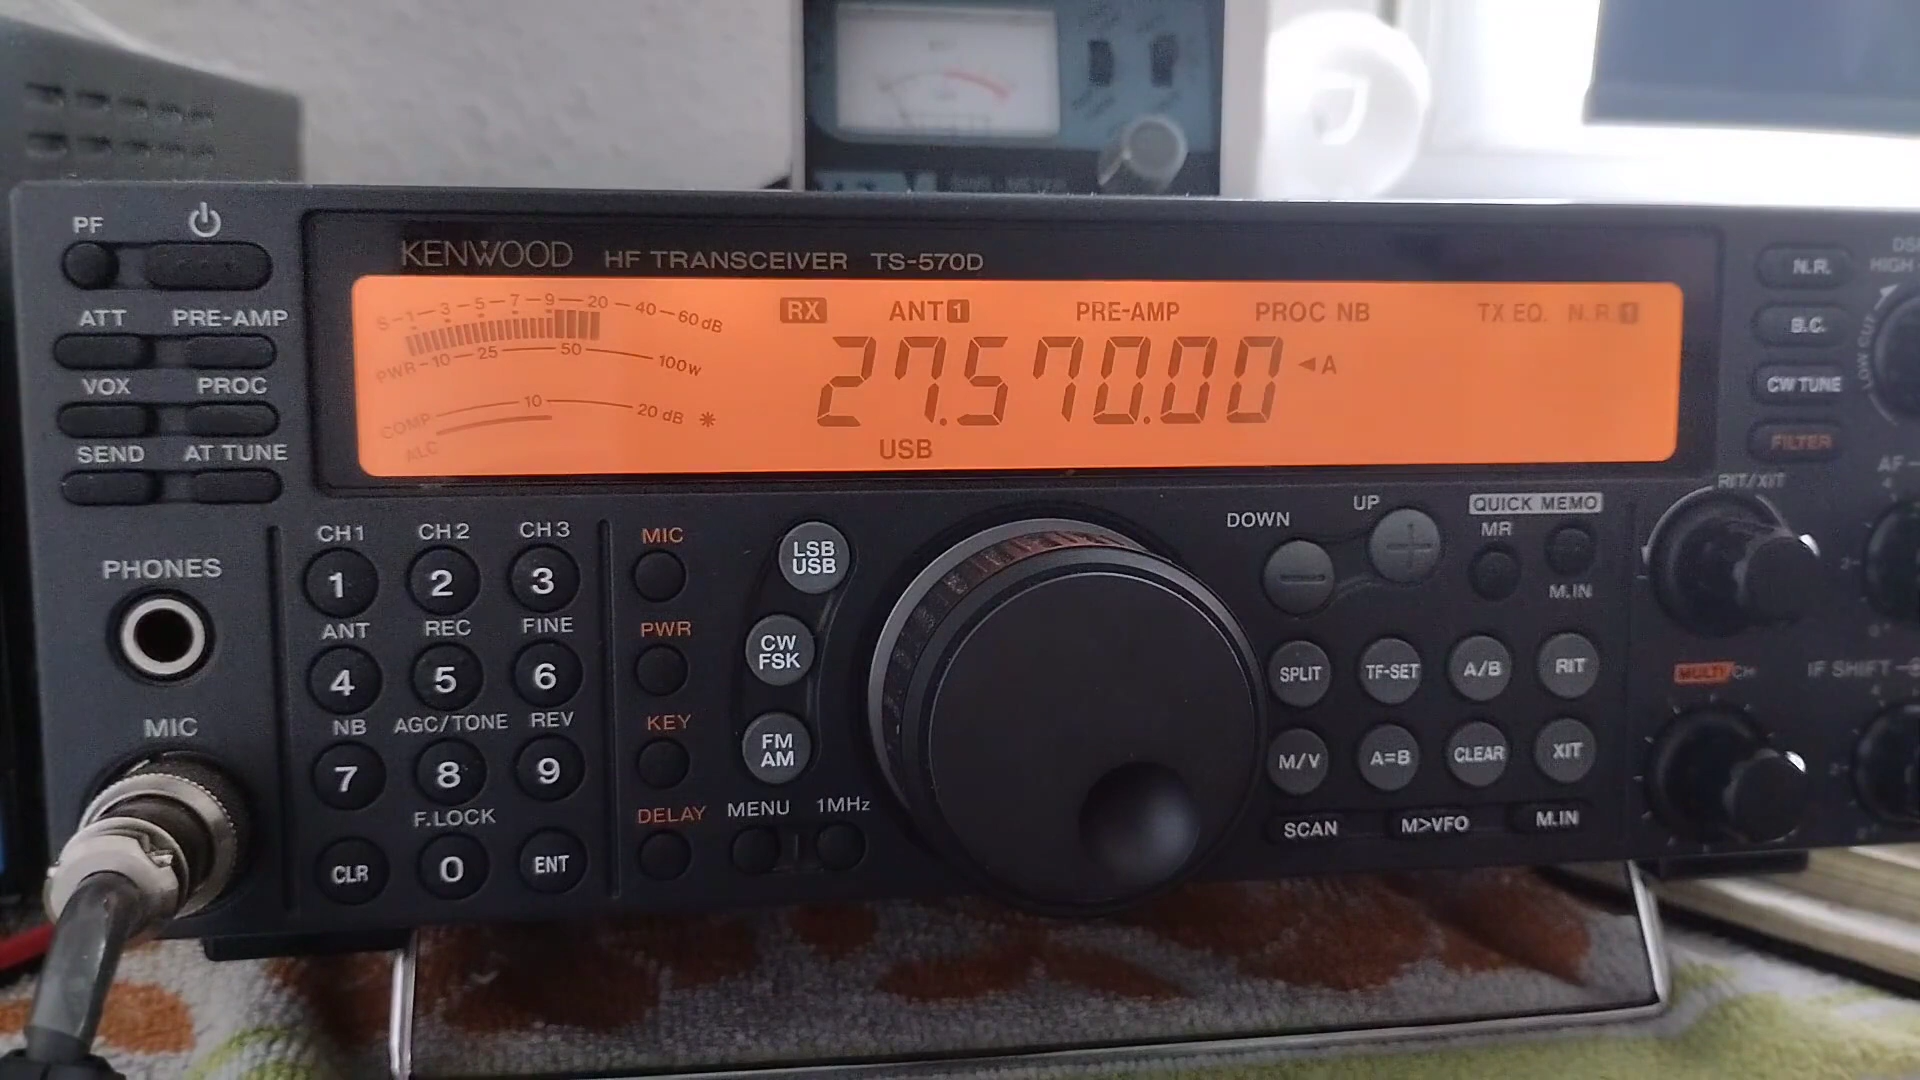 PF
KENWOOD HF TRANSCEIVER TS-570D
ATT PRE-AMP
VOX PROC
SEND AT TUNE
S-1-3-5-7-9-20-40-60dB
PWR-10-25-50-100W
COMP 10 20 dB
ALC
RX ANT 1 PRE-AMP PROC NB TX EQ. N.R 1
27.570.00 ◄A
USB
N.R.
B.C.
CW TUNE
FILTER
HIGH
LOW CUT
AF
PHONES
MIC
CH1 CH2 CH3
1 2 3
ANT REC FINE
4 5 6
NB AGC/TONE REV
7 8 9
F.LOCK
CLR 0 ENT
MIC
PWR
KEY
DELAY
LSB
USB
CW
FSK
FM
AM
MENU 1MHz
DOWN UP
QUICK MEMO
MR
M.IN
SPLIT TF-SET A/B RIT
M/V A=B CLEAR XIT
SCAN M>VFO M.IN
RIT/XIT
MULTI/CH
IF SHIFT